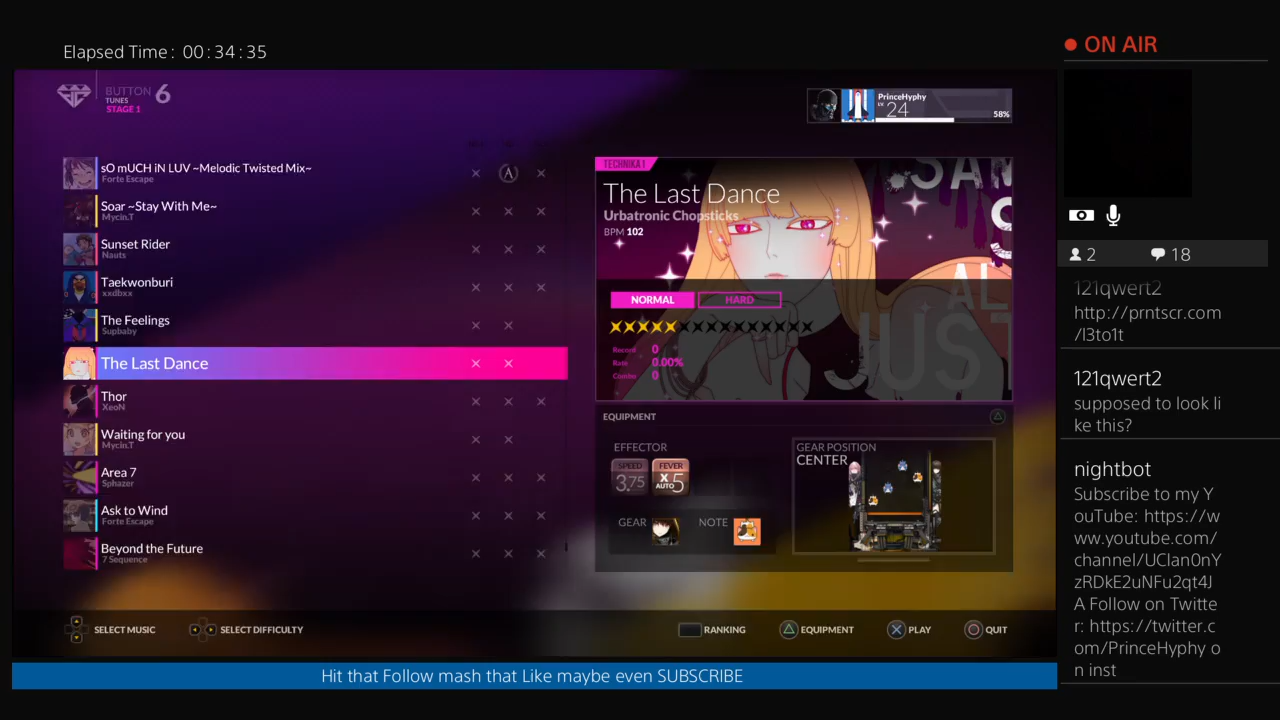 Elapsed Time: 00:34:35
ON AIR
BUTTON 6
TUNES
STAGE 1
PrinceHyphy
LV. 24
58%
sO mUCH iN LUV ~Melodic Twisted Mix~
Forte Escape
A
Soar ~Stay With Me~
Mycin.T
Sunset Rider
Nauts
Taekwonburi
xxdbxx
The Feelings
Supbaby
The Last Dance
Thor
XeoN
Waiting for you
Mycin.T
Area 7
Sphazer
Ask to Wind
Forte Escape
Beyond the Future
7 Sequence
TECHNIKA 1
The Last Dance
Urbatronic Chopsticks
BPM 102
NORMAL HARD
Record 0
Rate 0.00%
Combo 0
JUST
EQUIPMENT
EFFECTOR
SPEED 3.75
FEVER AUTO x5
GEAR NOTE
GEAR POSITION
CENTER
SELECT MUSIC SELECT DIFFICULTY RANKING EQUIPMENT PLAY QUIT
Hit that Follow mash that Like maybe even SUBSCRIBE
2 18
121qwert2
http://prntscr.com
/l3to1t
121qwert2
supposed to look li
ke this?
nightbot
Subscribe to my Y
ouTube: https://w
ww.youtube.com/
channel/UCIan0nY
zRDkE2uNFu2qt4J
A Follow on Twitte
r: https://twitter.c
om/PrinceHyphy o
n inst